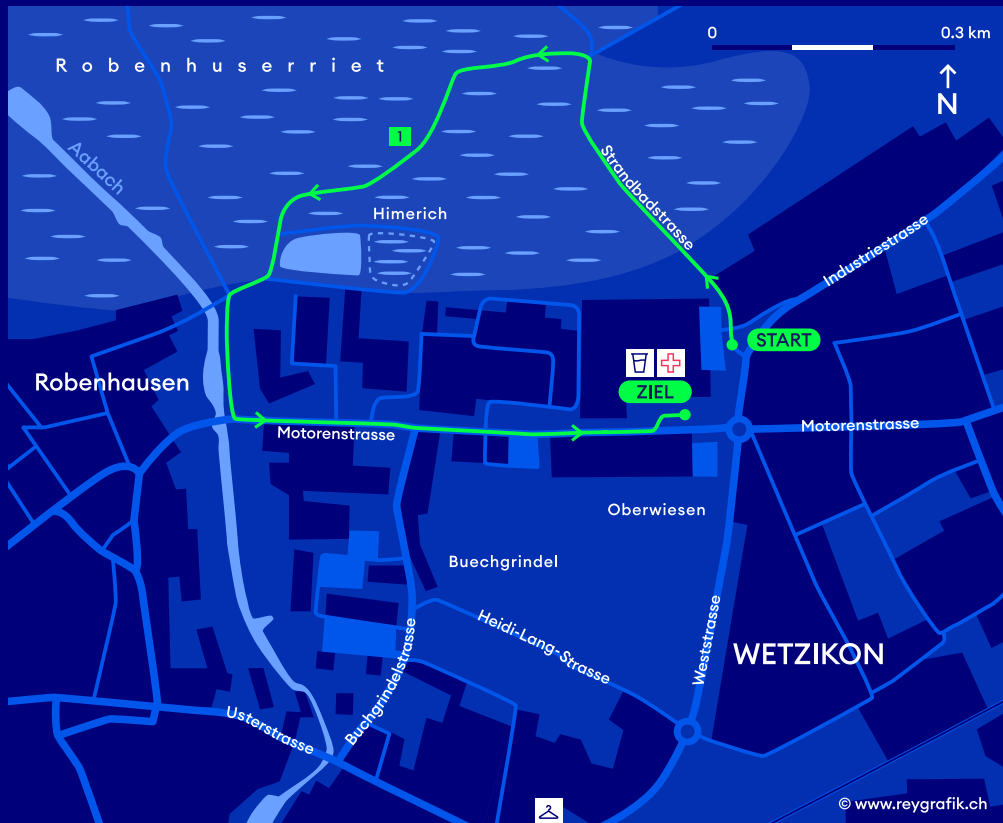 0 0.3 km
Robenhuserriet
N
1
Aabach
Strandbadstrasse
Himerich
Industriestrasse
START
Robenhausen
ZIEL
Motorenstrasse
Motorenstrasse
Oberwiesen
Buechgrindel
Heidi-Lang-Strasse
Weststrasse
WETZIKON
Buchgrindelstrasse
Usterstrasse
© www.reygrafik.ch